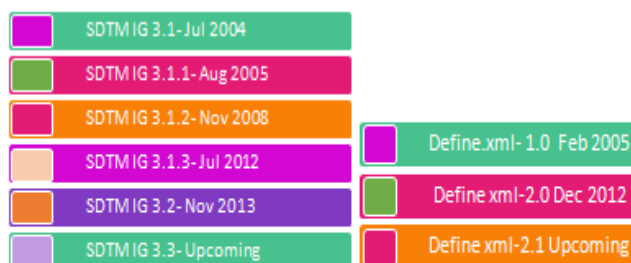 SDTM IG 3.1- Jul 2004
SDTM IG 3.1.1- Aug 2005
SDTM IG 3.1.2- Nov 2008
SDTM IG 3.1.3- Jul 2012
SDTM IG 3.2- Nov 2013
SDTM IG 3.3- Upcoming
Define.xml- 1.0 Feb 2005
Define xml-2.0 Dec 2012
Define xml-2.1 Upcoming